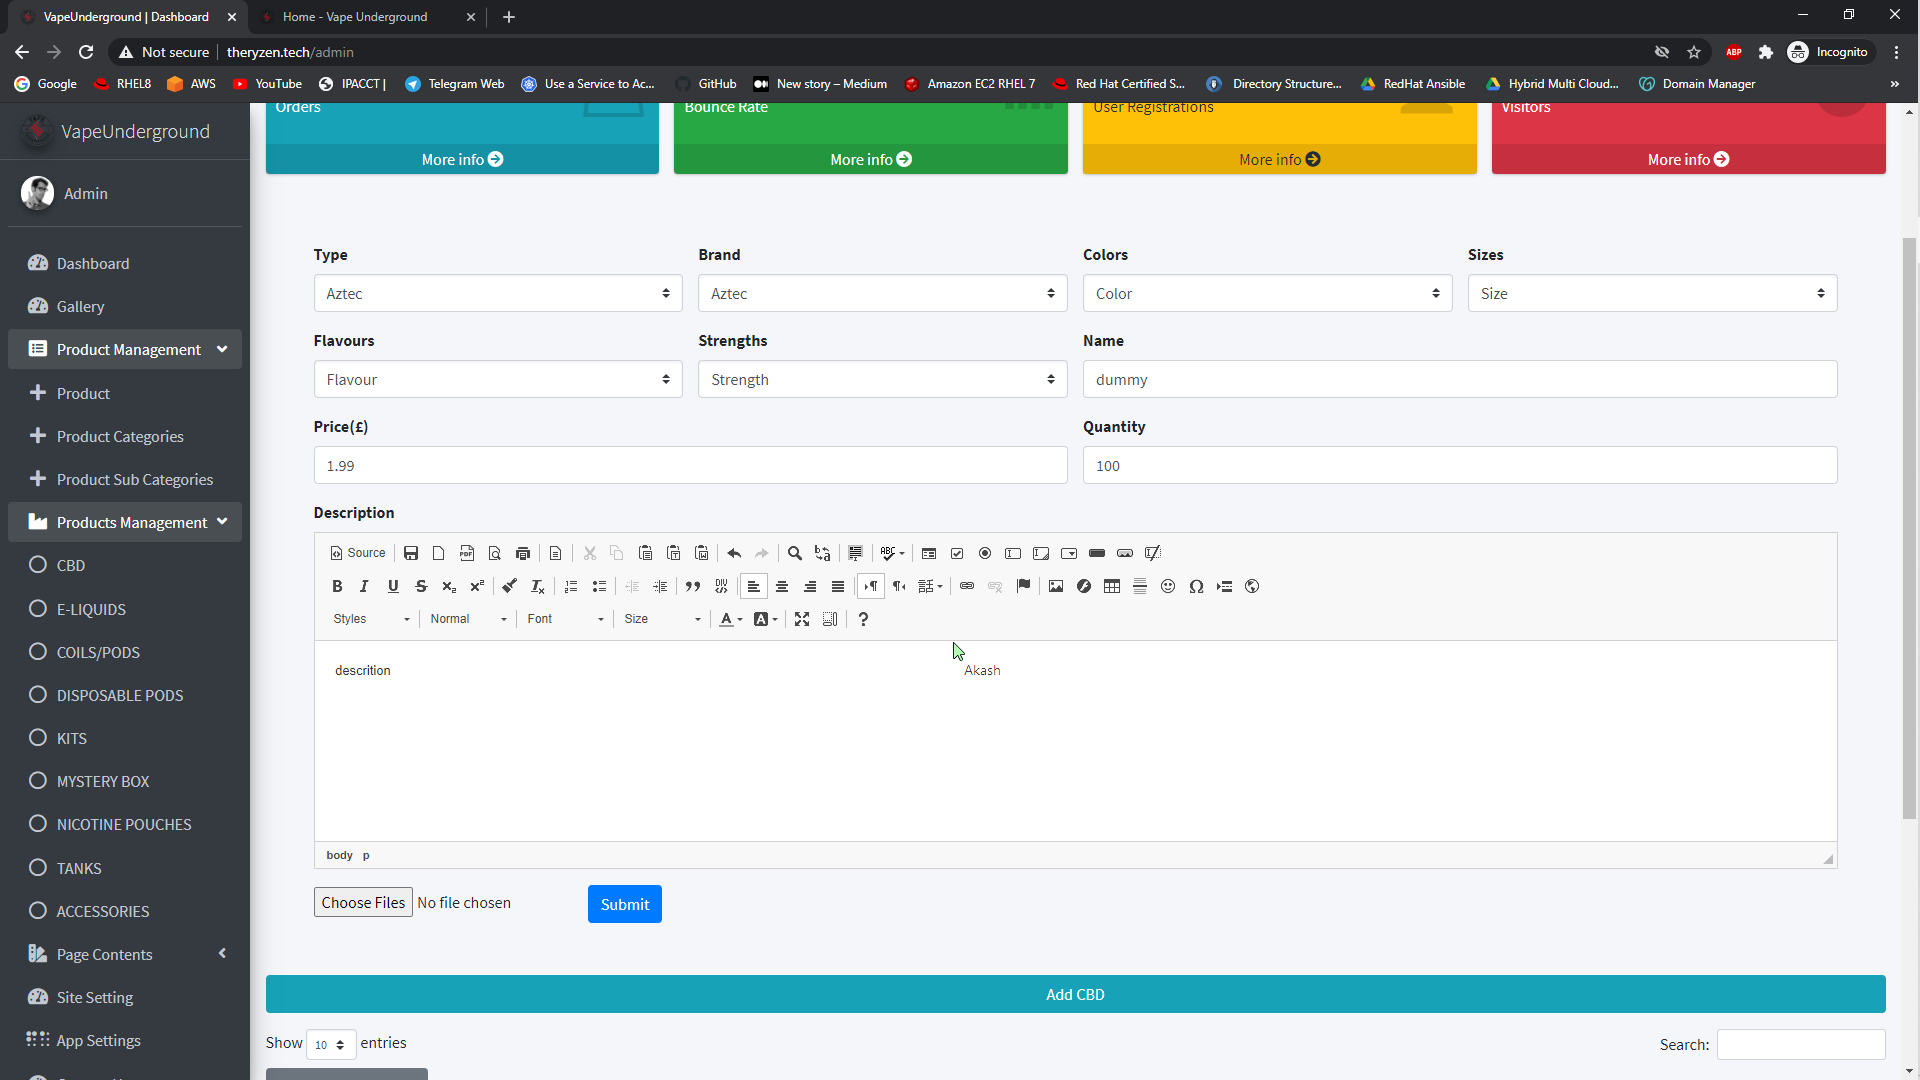 VapeUnderground | Dashboard
Home - Vape Underground
Not secure
theryzen.tech/admin
ABP
Incognito
Google
RHEL8
AWS
YouTube
IPACCT |
Telegram Web
Use a Service to Ac...
GitHub
New story – Medium
Amazon EC2 RHEL 7
Red Hat Certified S...
Directory Structure...
RedHat Ansible
Hybrid Multi Cloud...
Domain Manager
»
VapeUnderground
Admin
Dashboard
Gallery
Product Management
Product
Product Categories
Product Sub Categories
Products Management
CBD
E-LIQUIDS
COILS/PODS
DISPOSABLE PODS
KITS
MYSTERY BOX
NICOTINE POUCHES
TANKS
ACCESSORIES
Page Contents
Site Setting
App Settings
Orders
More info
Bounce Rate
More info
User Registrations
More info
Visitors
More info
Type
Brand
Colors
Sizes
Aztec
Aztec
Color
Size
Flavours
Strengths
Name
Flavour
Strength
dummy
Price(£)
Quantity
1.99
100
Description
Source
Styles
Normal
Font
Size
descrition
Akash
body p
Choose Files No file chosen
Submit
Add CBD
Show 10 entries
Search: